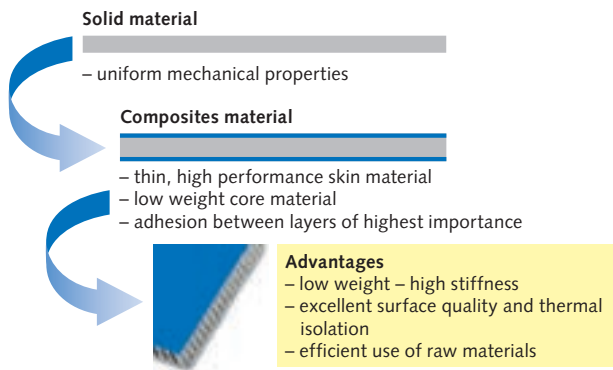 Solid material
– uniform mechanical properties
Composites material
– thin, high performance skin material
– low weight core material
– adhesion between layers of highest importance
Advantages
– low weight – high stiffness
– excellent surface quality and thermal
isolation
– efficient use of raw materials